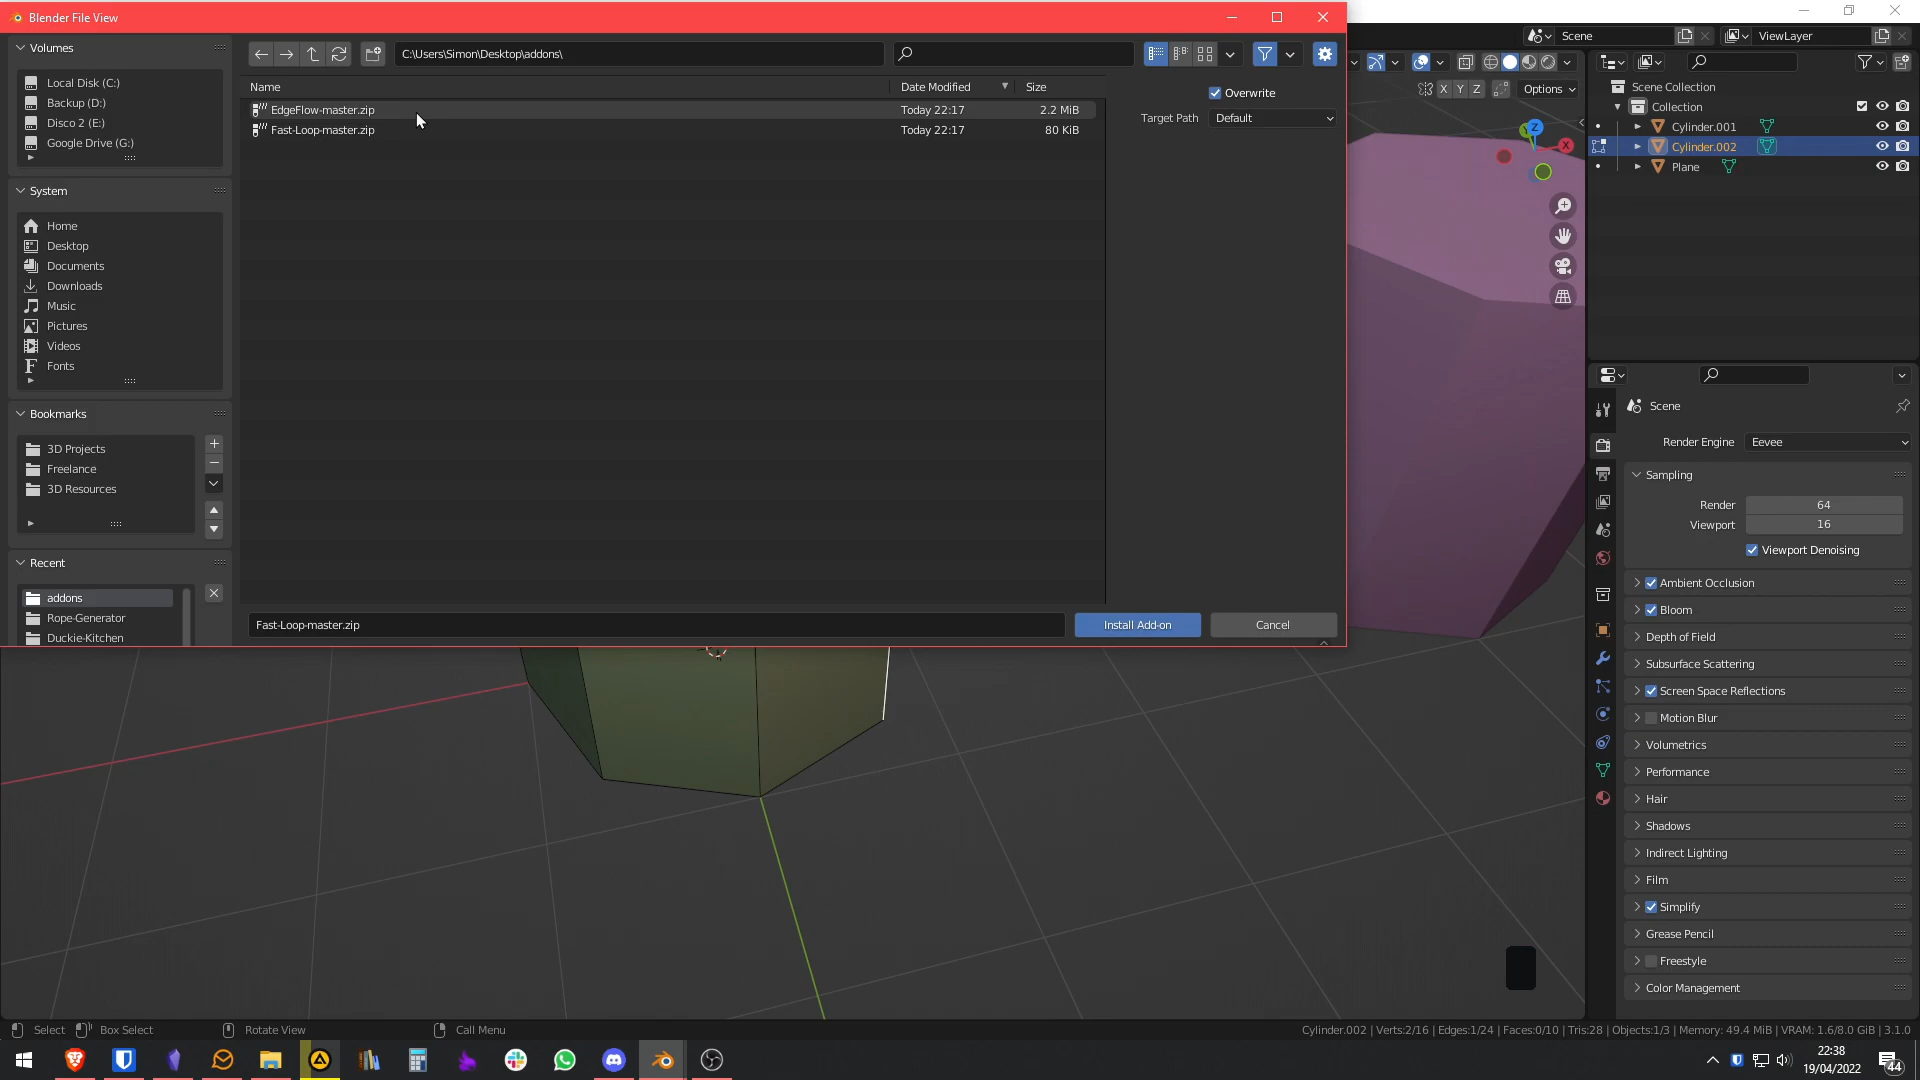 Blender File View
Volumes
Local Disk (C:)
Backup (D:)
Disco 2 (E:)
Google Drive (G:)
System
Home
Desktop
Documents
Downloads
Music
Pictures
Videos
Fonts
Bookmarks
3D Projects
Freelance
3D Resources
Recent
addons
Rope-Generator
Duckie-Kitchen
C:\Users\Simon\Desktop\addons\
Name Date Modified Size
EdgeFlow-master.zip Today 22:17 2.2 MiB
Fast-Loop-master.zip Today 22:17 80 KiB
Overwrite
Target Path Default
Fast-Loop-master.zip
Install Add-on
Cancel
Scene
ViewLayer
X Y Z
Options
Z
Y
X
Scene Collection
Collection
Cylinder.001
Cylinder.002
Plane
Scene
Render Engine Eevee
Sampling
Render 64
Viewport 16
Viewport Denoising
Ambient Occlusion
Bloom
Depth of Field
Subsurface Scattering
Screen Space Reflections
Motion Blur
Volumetrics
Performance
Hair
Shadows
Indirect Lighting
Film
Simplify
Grease Pencil
Freestyle
Color Management
Select
Box Select
Rotate View
Call Menu
Cylinder.002 | Verts:2/16 | Edges:1/24 | Faces:0/10 | Tris:28 | Objects:1/3 | Memory: 49.4 MiB | VRAM: 1.6/8.0 GiB | 3.1.0
22:38
19/04/2022
44